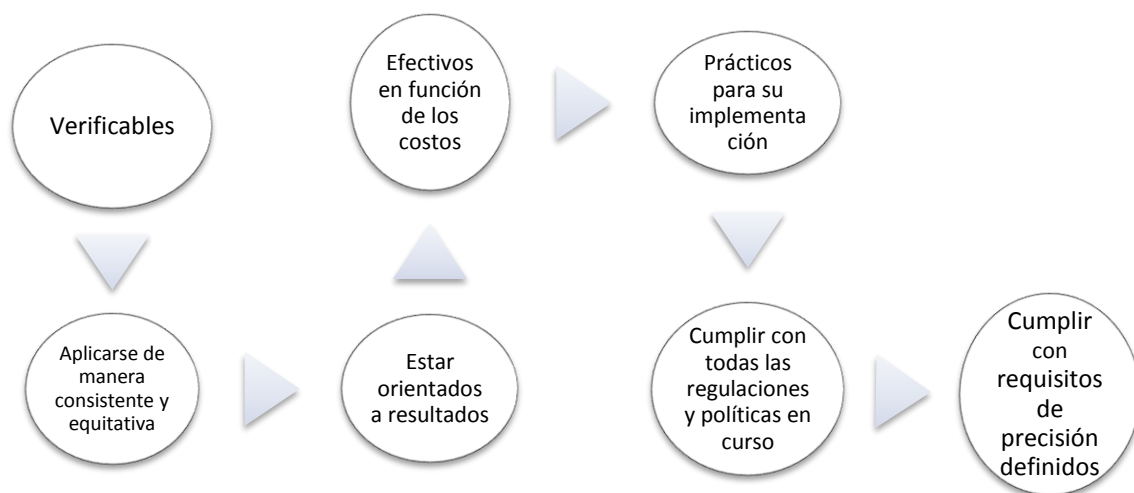 Verificables
Aplicarse de
manera
consistente y
equitativa
Estar
orientados
a resultados
Efectivos
en función
de los
costos
Prácticos
para su
implementa
ción
Cumplir con
todas las
regulaciones
y políticas en
curso
Cumplir
con
requisitos
de
precisión
definidos